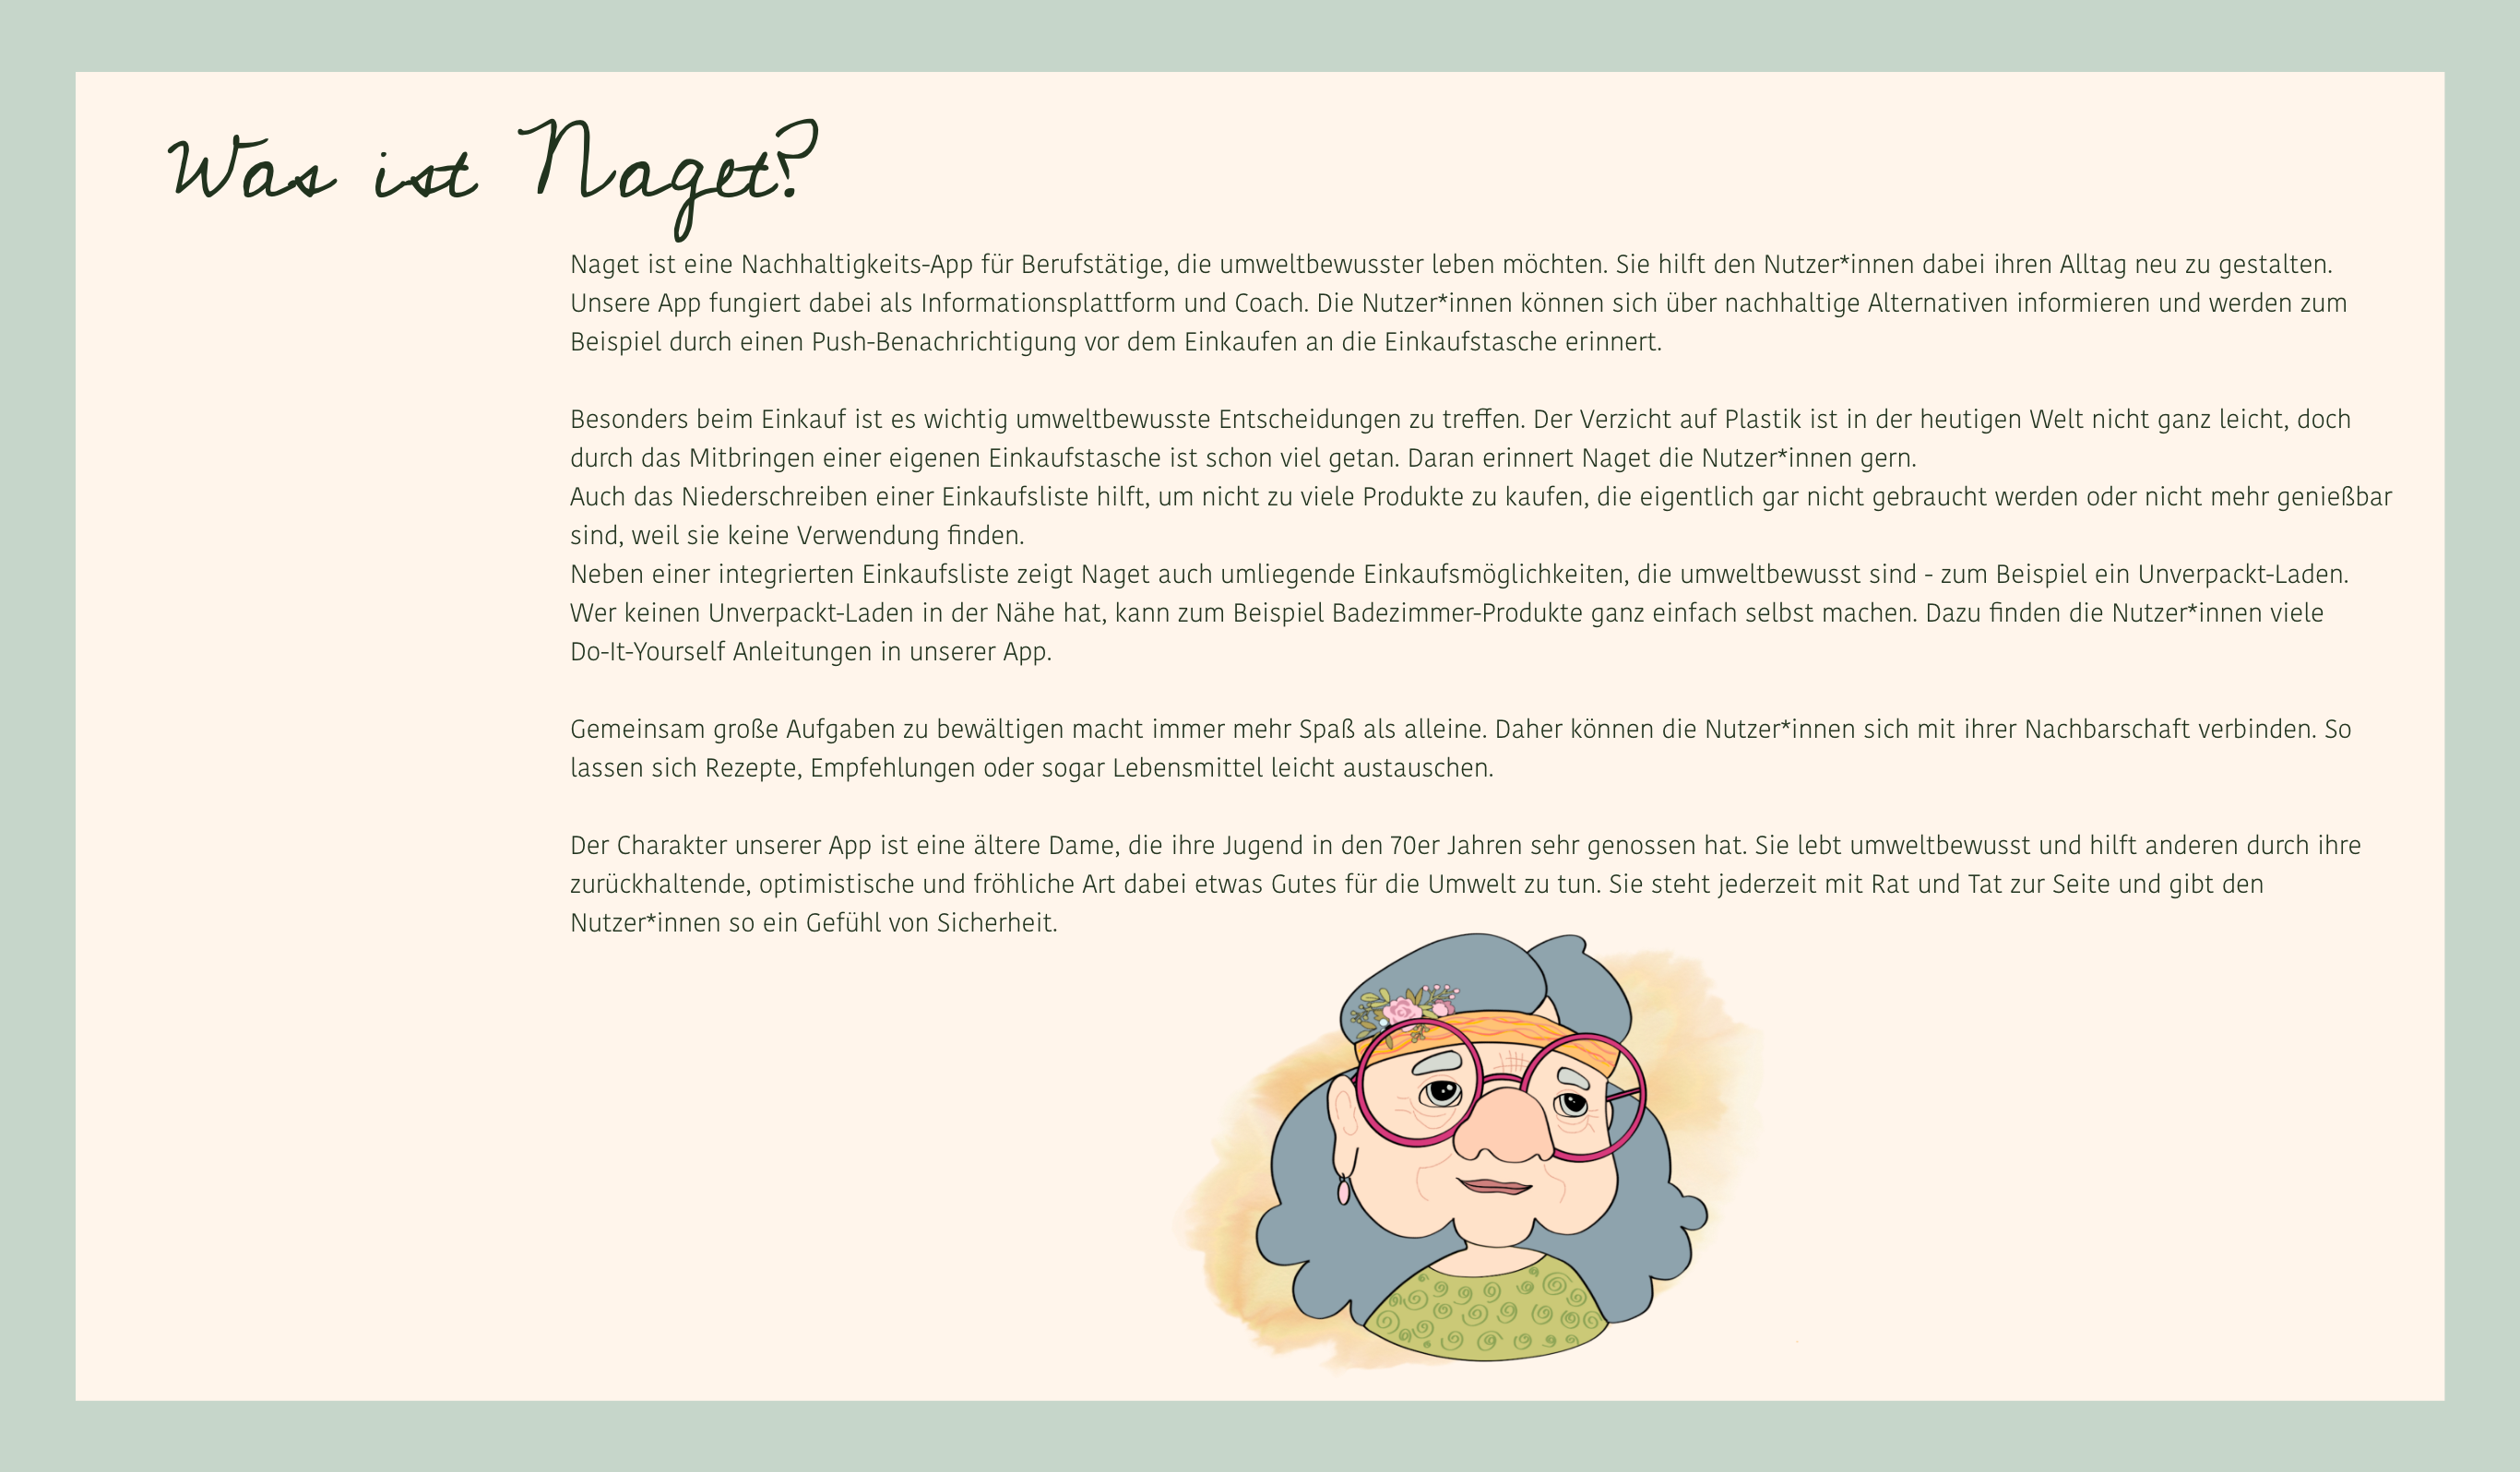 Was ist Naget?
Naget ist eine Nachhaltigkeits-App für Berufstätige, die umweltbewusster leben möchten. Sie hilft den Nutzer*innen dabei ihren Alltag neu zu gestalten.
Unsere App fungiert dabei als Informationsplattform und Coach. Die Nutzer*innen können sich über nachhaltige Alternativen informieren und werden zum
Beispiel durch einen Push-Benachrichtigung vor dem Einkaufen an die Einkaufstasche erinnert.
Besonders beim Einkauf ist es wichtig umweltbewusste Entscheidungen zu treffen. Der Verzicht auf Plastik ist in der heutigen Welt nicht ganz leicht, doch
durch das Mitbringen einer eigenen Einkaufstasche ist schon viel getan. Daran erinnert Naget die Nutzer*innen gern.
Auch das Niederschreiben einer Einkaufsliste hilft, um nicht zu viele Produkte zu kaufen, die eigentlich gar nicht gebraucht werden oder nicht mehr genießbar
sind, weil sie keine Verwendung finden.
Neben einer integrierten Einkaufsliste zeigt Naget auch umliegende Einkaufsmöglichkeiten, die umweltbewusst sind - zum Beispiel ein Unverpackt-Laden.
Wer keinen Unverpackt-Laden in der Nähe hat, kann zum Beispiel Badezimmer-Produkte ganz einfach selbst machen. Dazu finden die Nutzer*innen viele
Do-It-Yourself Anleitungen in unserer App.
Gemeinsam große Aufgaben zu bewältigen macht immer mehr Spaß als alleine. Daher können die Nutzer*innen sich mit ihrer Nachbarschaft verbinden. So
lassen sich Rezepte, Empfehlungen oder sogar Lebensmittel leicht austauschen.
Der Charakter unserer App ist eine ältere Dame, die ihre Jugend in den 70er Jahren sehr genossen hat. Sie lebt umweltbewusst und hilft anderen durch ihre
zurückhaltende, optimistische und fröhliche Art dabei etwas Gutes für die Umwelt zu tun. Sie steht jederzeit mit Rat und Tat zur Seite und gibt den
Nutzer*innen so ein Gefühl von Sicherheit.